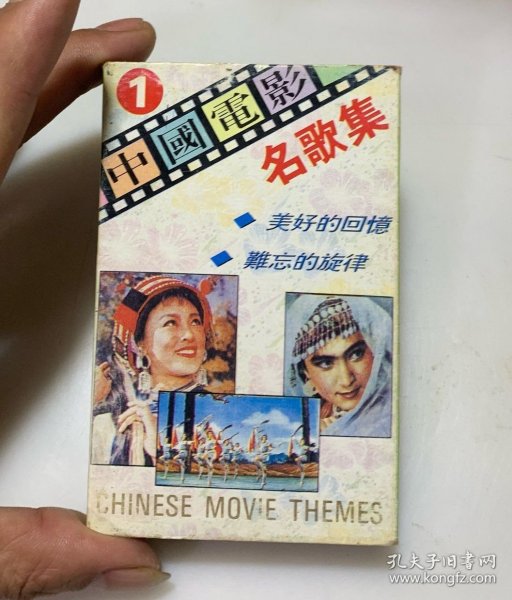 1
中國電影
名歌集
美好的回憶
難忘的旋律
CHINESE MOVIE THEMES
孔夫子旧书网
www.kongfz.com